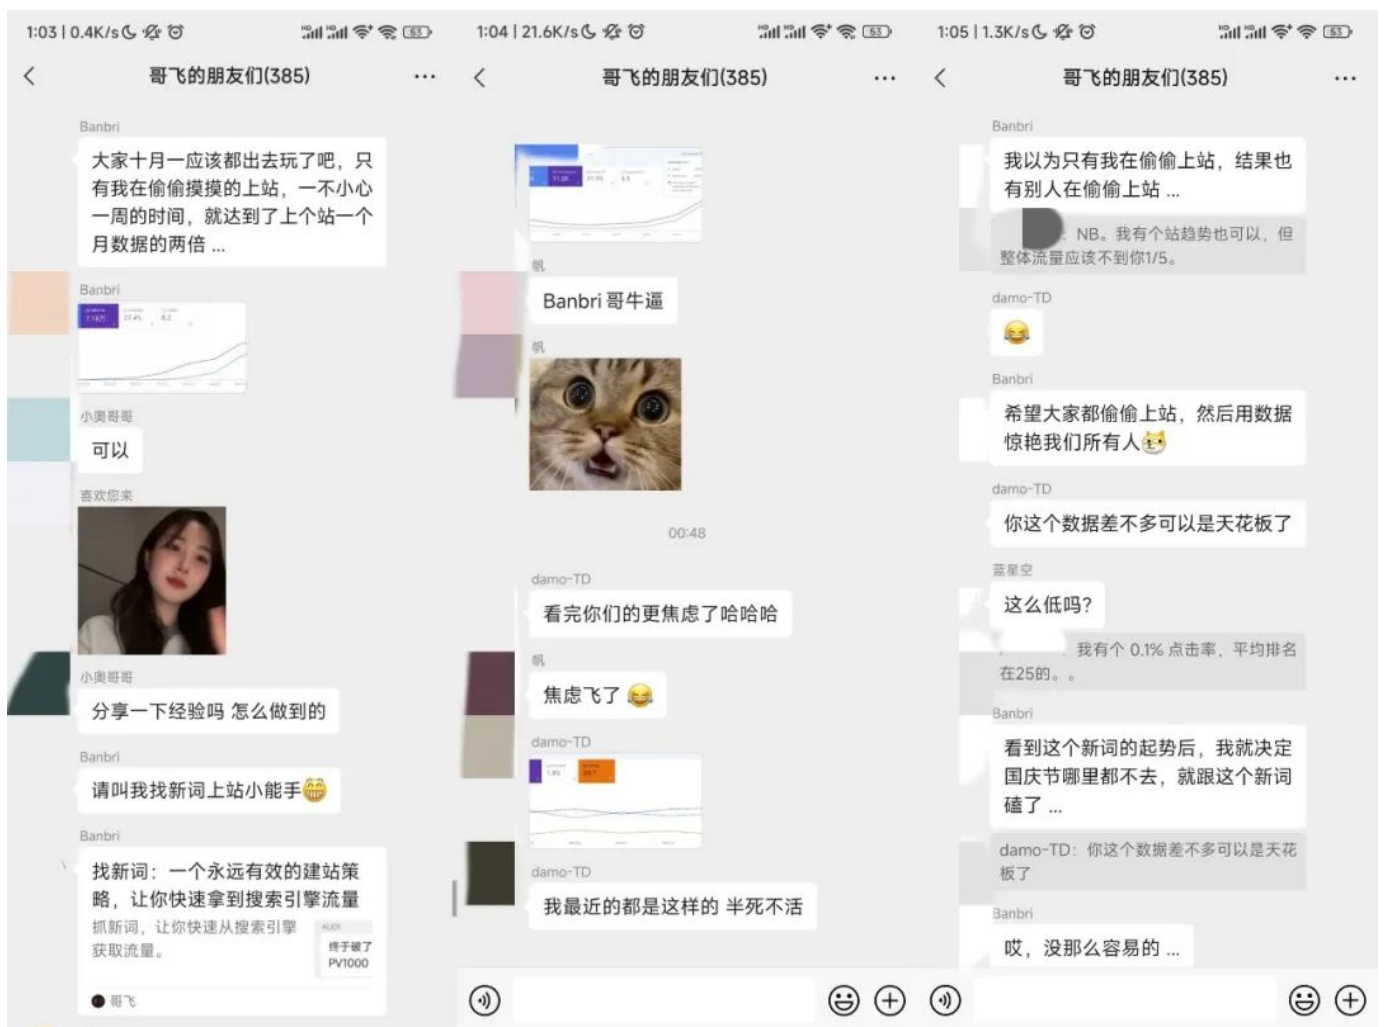 1:03 | 0.4K/s
53
哥飞的朋友们(385)
Banbri
大家十月一应该都出去玩了吧，只
有我在偷偷摸摸的上站，一不小心
一周的时间，就达到了上个站一个
月数据的两倍 ...
Banbri
小奥哥哥
可以
喜欢您来
小奥哥哥
分享一下经验吗 怎么做到的
Banbri
请叫我找新词上站小能手😁
Banbri
找新词：一个永远有效的建站策
略，让你快速拿到搜索引擎流量
抓新词，让你快速从搜索引擎
获取流量。
终于破了
PV1000
哥飞
1:04 | 21.6K/s
53
哥飞的朋友们(385)
帆
Banbri 哥牛逼
帆
00:48
damo-TD
看完你们的更焦虑了哈哈哈
帆
焦虑飞了😂
damo-TD
damo-TD
我最近的都是这样的 半死不活
1:05 | 1.3K/s
53
哥飞的朋友们(385)
Banbri
我以为只有我在偷偷上站，结果也
有别人在偷偷上站 ...
：NB。我有个站趋势也可以，但
整体流量应该不到你1/5。
damo-TD
😂
Banbri
希望大家都偷偷上站，然后用数据
惊艳我们所有人
damo-TD
你这个数据差不多可以是天花板了
蓝星空
这么低吗？
：我有个 0.1% 点击率，平均排名
在25的。。
Banbri
看到这个新词的起势后，我就决定
国庆节哪里都不去，就跟这个新词
磕了 ...
damo-TD：你这个数据差不多可以是天花
板了
Banbri
哎，没那么容易的 ...